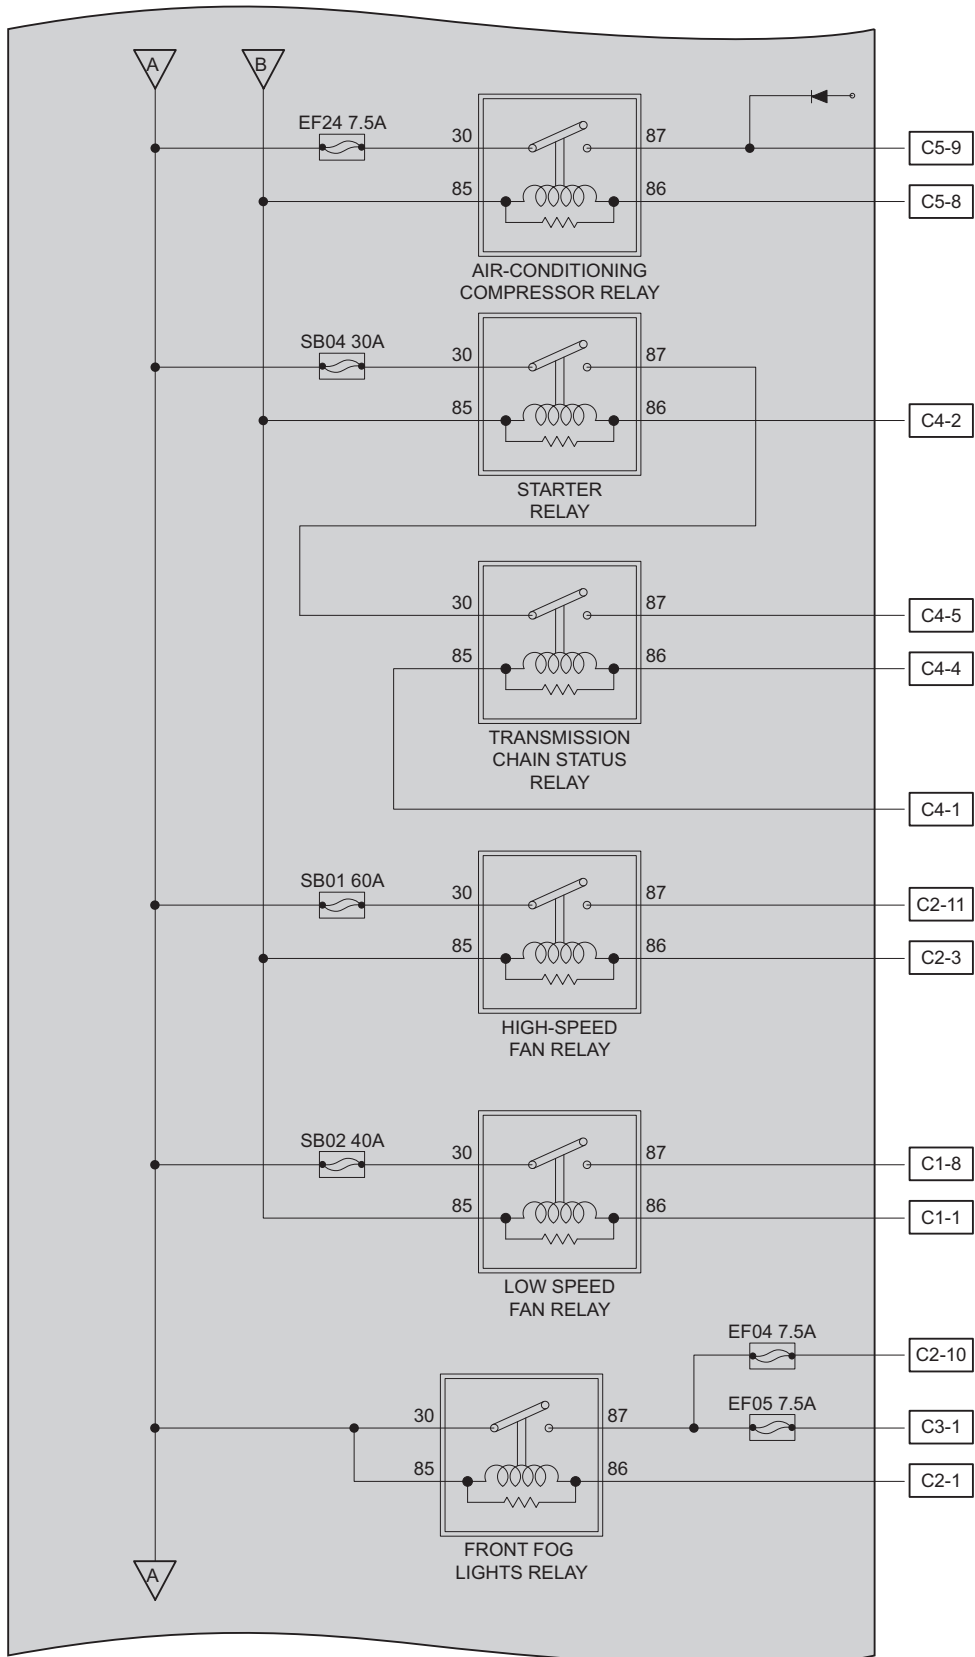 A
B
EF24 7.5A
30
87
C5-9
85
86
C5-8
AIR-CONDITIONING
COMPRESSOR RELAY
SB04 30A
30
87
85
86
C4-2
STARTER
RELAY
30
87
C4-5
85
86
C4-4
TRANSMISSION
CHAIN STATUS
RELAY
C4-1
SB01 60A
30
87
C2-11
85
86
C2-3
HIGH-SPEED
FAN RELAY
SB02 40A
30
87
C1-8
85
86
C1-1
LOW SPEED
FAN RELAY
EF04 7.5A
C2-10
EF05 7.5A
30
87
C3-1
85
86
C2-1
FRONT FOG
LIGHTS RELAY
A